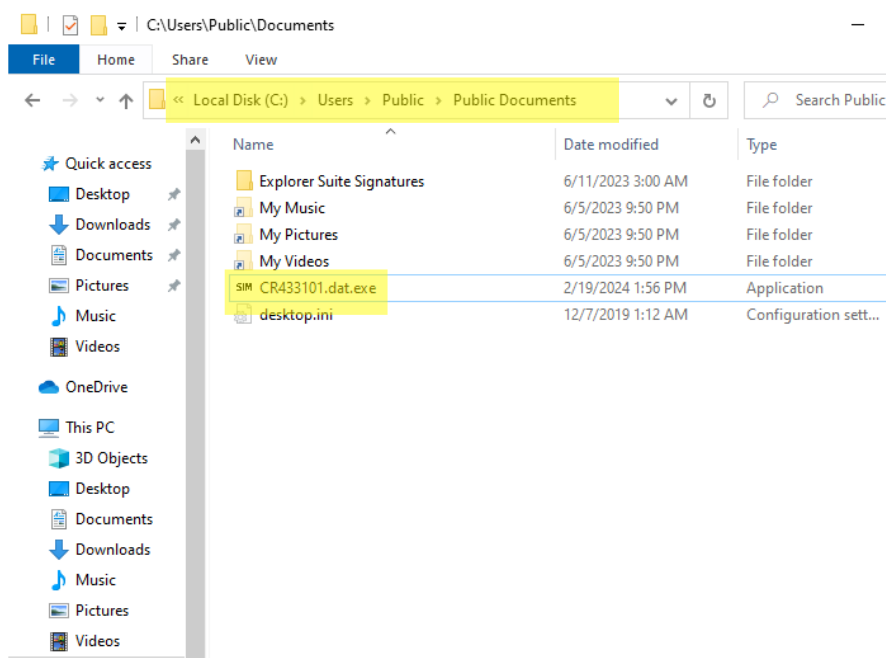 C:\Users\Public\Documents
File Home Share View
« Local Disk (C:) › Users › Public › Public Documents Search Public
Name Date modified Type
Quick access
Desktop
Downloads
Documents
Pictures
Music
Videos
OneDrive
This PC
3D Objects
Desktop
Documents
Downloads
Music
Pictures
Videos
Explorer Suite Signatures 6/11/2023 3:00 AM File folder
My Music 6/5/2023 9:50 PM File folder
My Pictures 6/5/2023 9:50 PM File folder
My Videos 6/5/2023 9:50 PM File folder
SIM CR433101.dat.exe 2/19/2024 1:56 PM Application
desktop.ini 12/7/2019 1:12 AM Configuration sett...